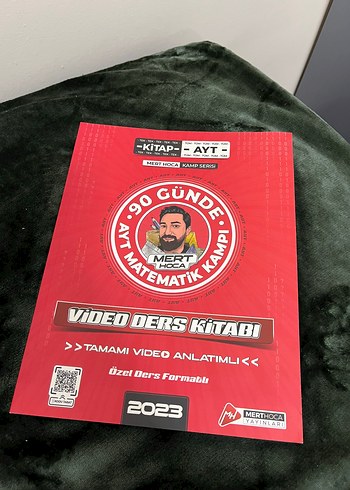 -KİTAP-
- AYT -
MERT HOCA KAMP SERİSİ
• 90 GÜNDE •
AYT MATEMATİK KAMPI
MERT
HOCA
VİDEO DERS KİTABI
>>TAMAMI VİDEO ANLATIMLI<<
Özel Ders Formatlı
2023
MH
MERTHOCA
YAYINLARI